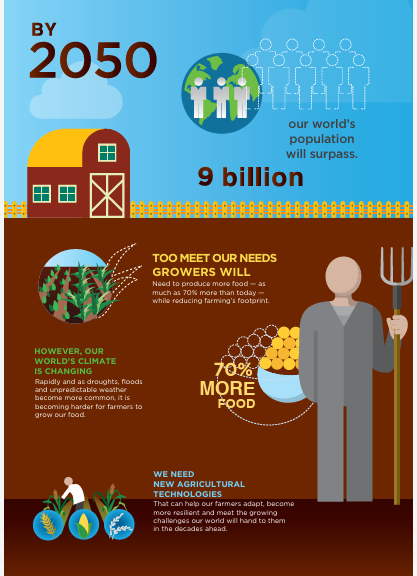 BY
2050
our world's
population
will surpass.
9 billion
TOO MEET OUR NEEDS
GROWERS WILL
Need to produce more food — as
much as 70% more than today —
while reducing farming's footprint.
70%
MORE
FOOD
HOWEVER, OUR
WORLD'S CLIMATE
IS CHANGING
Rapidly and as droughts, floods
and unpredictable weather
become more common, it is
becoming harder for farmers to
grow our food.
WE NEED
NEW AGRICULTURAL
TECHNOLOGIES
That can help our farmers adapt, become
more resilient and meet the growing
challenges our world will hand to them
in the decades ahead.